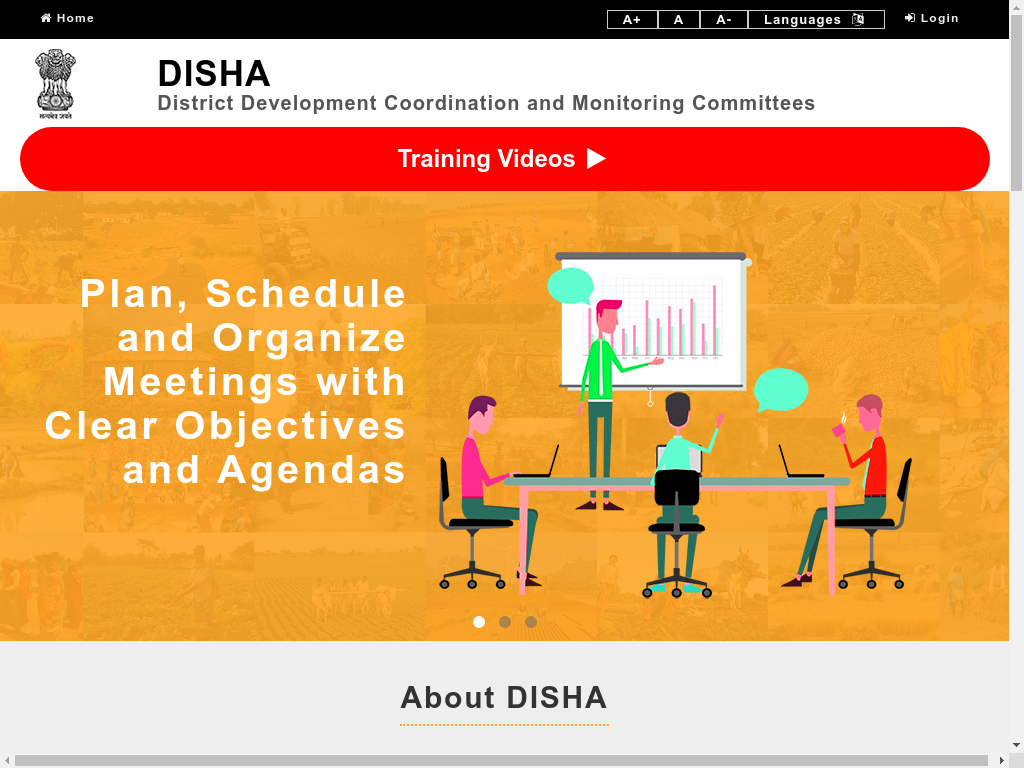 Home
A+
A
A-
Languages
Login
सत्यमेव जयते
DISHA
District Development Coordination and Monitoring Committees
Training Videos
Plan, Schedule
and Organize
Meetings with
Clear Objectives
and Agendas
About DISHA